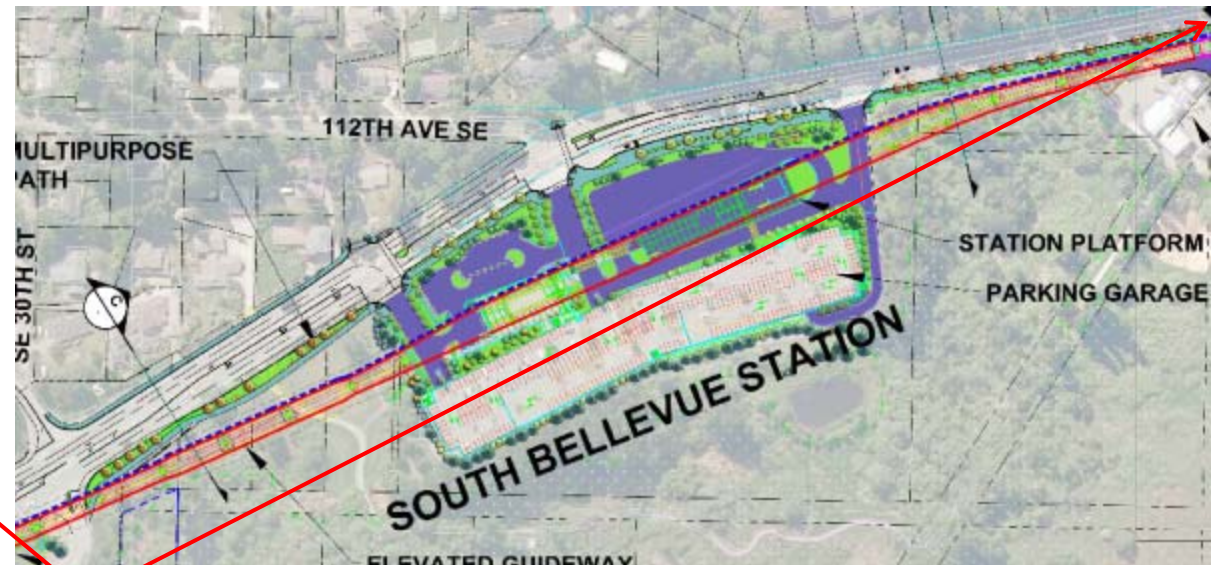 112TH AVE SE
MULTIPURPOSE
PATH
SE 30TH ST
C
STATION PLATFORM
PARKING GARAGE
SOUTH BELLEVUE STATION
ELEVATED GUIDEWAY